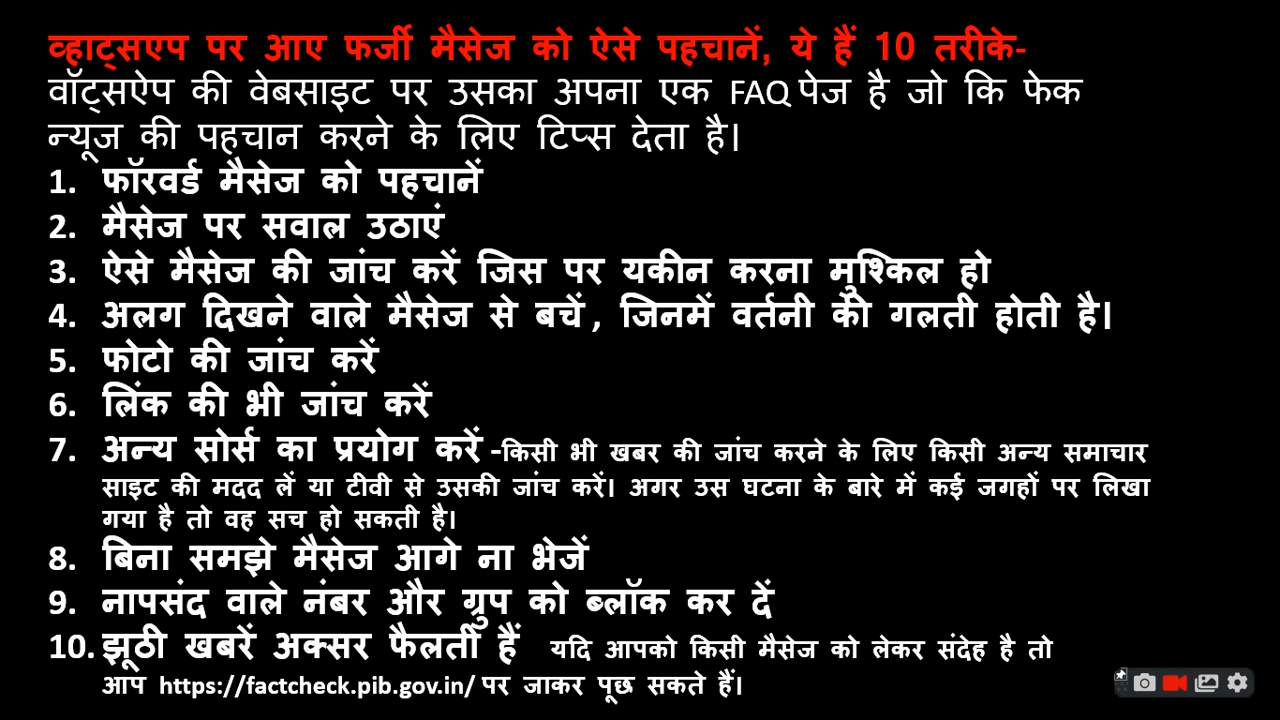 व्हाट्सएप पर आए फर्जी मैसेज को ऐसे पहचानें, ये हैं 10 तरीके-
वॉट्सऐप की वेबसाइट पर उसका अपना एक FAQ पेज है जो कि फेक
न्यूज की पहचान करने के लिए टिप्स देता है।
1. फॉरवर्ड मैसेज को पहचानें
2. मैसेज पर सवाल उठाएं
3. ऐसे मैसेज की जांच करें जिस पर यकीन करना मुश्किल हो
4. अलग दिखने वाले मैसेज से बचें , जिनमें वर्तनी की गलती होती है।
5. फोटो की जांच करें
6. लिंक की भी जांच करें
7. अन्य सोर्स का प्रयोग करें -किसी भी खबर की जांच करने के लिए किसी अन्य समाचार
साइट की मदद लें या टीवी से उसकी जांच करें। अगर उस घटना के बारे में कई जगहों पर लिखा
गया है तो वह सच हो सकती है।
8. बिना समझे मैसेज आगे ना भेजें
9. नापसंद वाले नंबर और ग्रुप को ब्लॉक कर दें
10. झूठी खबरें अक्सर फैलती हैं यदि आपको किसी मैसेज को लेकर संदेह है तो
आप https://factcheck.pib.gov.in/ पर जाकर पूछ सकते हैं।